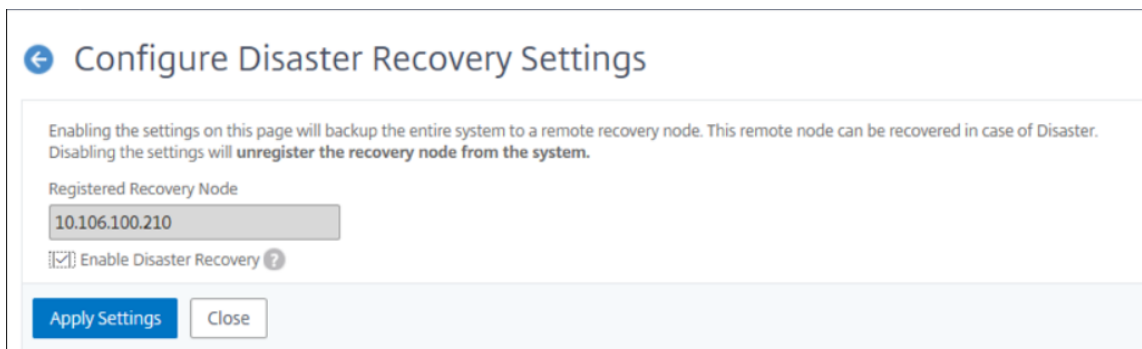 Configure Disaster Recovery Settings
Enabling the settings on this page will backup the entire system to a remote recovery node. This remote node can be recovered in case of Disaster.
Disabling the settings will unregister the recovery node from the system.
Registered Recovery Node
10.106.100.210
Enable Disaster Recovery ?
Apply Settings Close